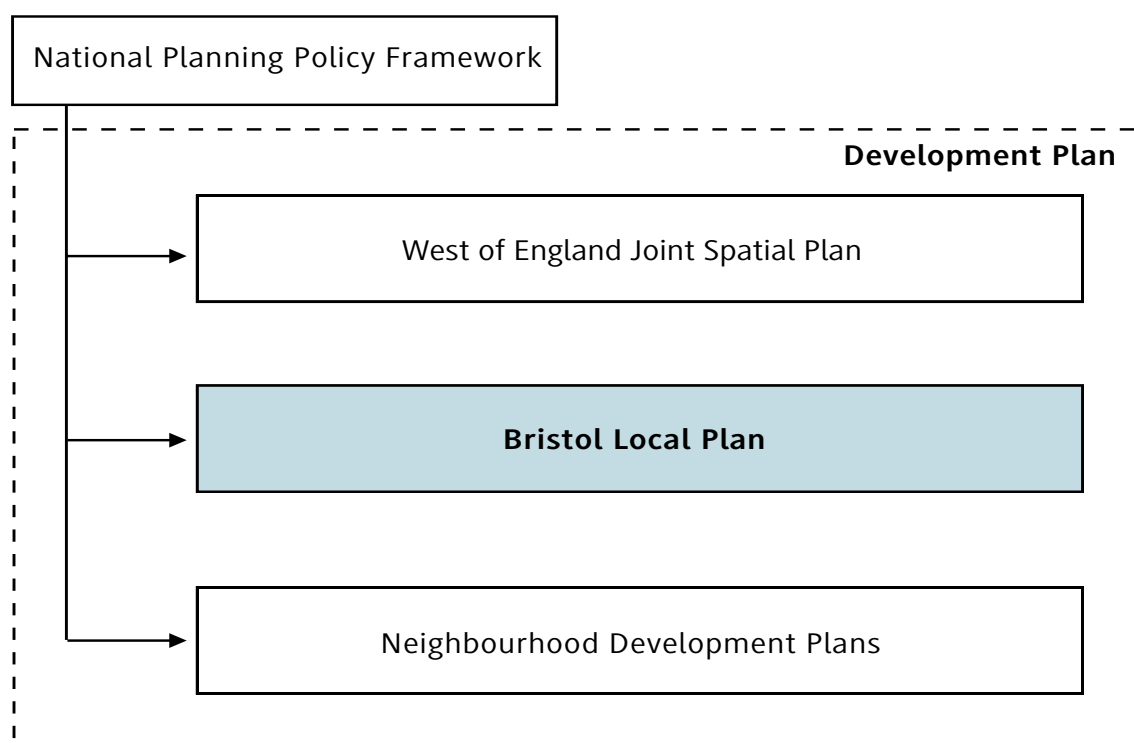 National Planning Policy Framework
Development Plan
West of England Joint Spatial Plan
Bristol Local Plan
Neighbourhood Development Plans